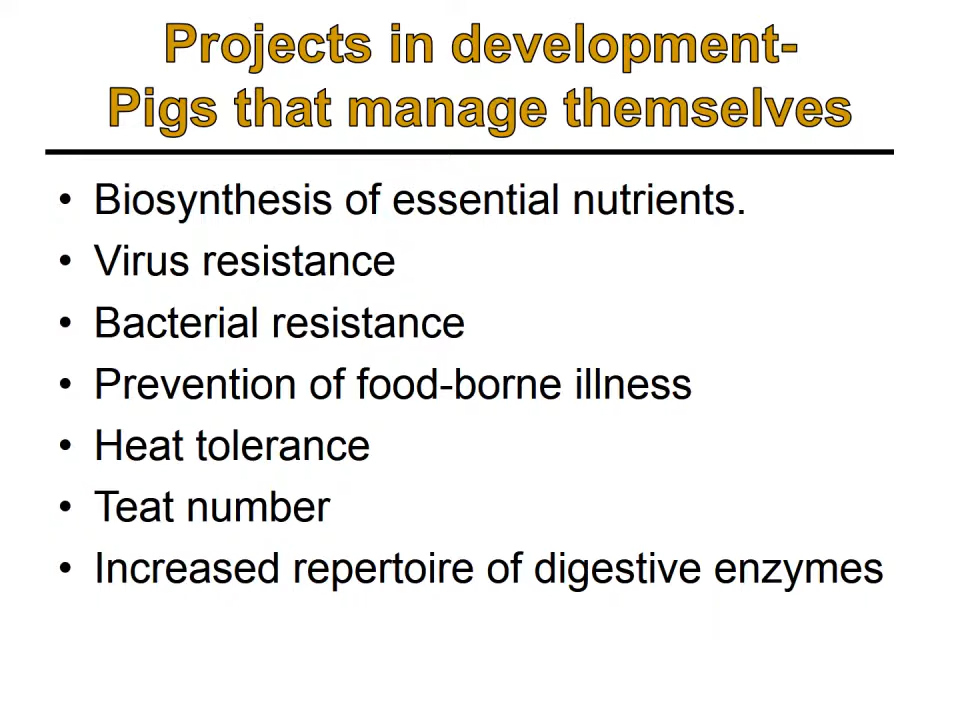 Projects in development-
Pigs that manage themselves
• Biosynthesis of essential nutrients.
• Virus resistance
• Bacterial resistance
• Prevention of food-borne illness
• Heat tolerance
• Teat number
• Increased repertoire of digestive enzymes